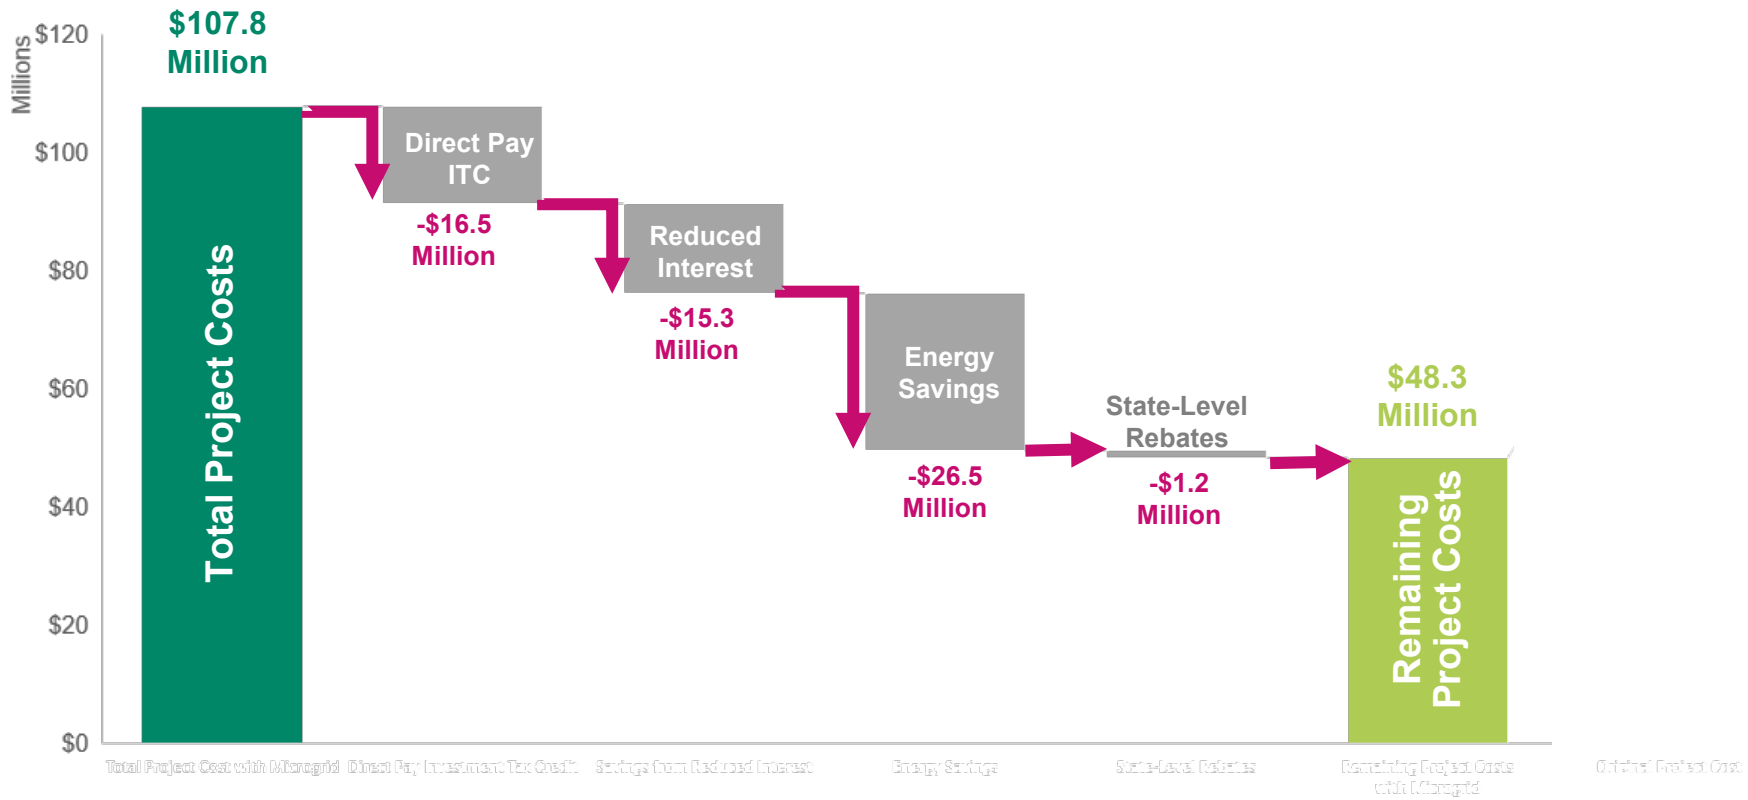 Millions
$120
$100
$80
$60
$40
$20
$0
$107.8
Million
Total Project Costs
Direct Pay
ITC
-$16.5
Million
Reduced
Interest
-$15.3
Million
Energy
Savings
-$26.5
Million
State-Level
Rebates
-$1.2
Million
$48.3
Million
Remaining
Project Costs
Total Project Cost with Microgrid
Direct Pay Investment Tax Credit
Savings from Reduced Interest
Energy Savings
State-Level Rebates
Remaining Project Costs
with Microgrid
Original Project Cost